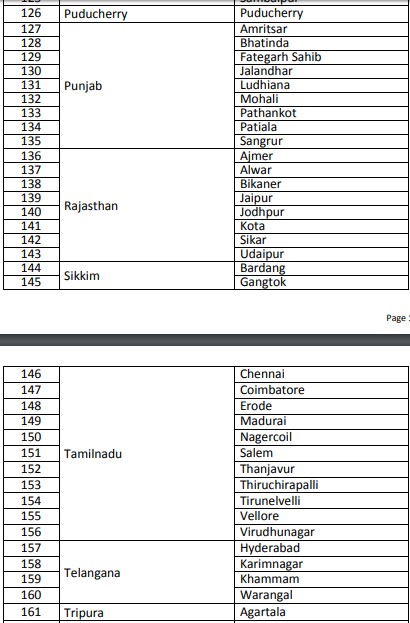 126 Puducherry Puducherry
127 Amritsar
128 Bhatinda
129 Fategarh Sahib
130 Jalandhar
131 Punjab Ludhiana
132 Mohali
133 Pathankot
134 Patiala
135 Sangrur
136 Ajmer
137 Alwar
138 Bikaner
139 Rajasthan Jaipur
140 Jodhpur
141 Kota
142 Sikar
143 Udaipur
144 Sikkim Bardang
145 Gangtok
Page
146 Chennai
147 Coimbatore
148 Erode
149 Madurai
150 Nagercoil
151 Tamilnadu Salem
152 Thanjavur
153 Thiruchirapalli
154 Tirunelvelli
155 Vellore
156 Virudhunagar
157 Hyderabad
158 Telangana Karimnagar
159 Khammam
160 Warangal
161 Tripura Agartala